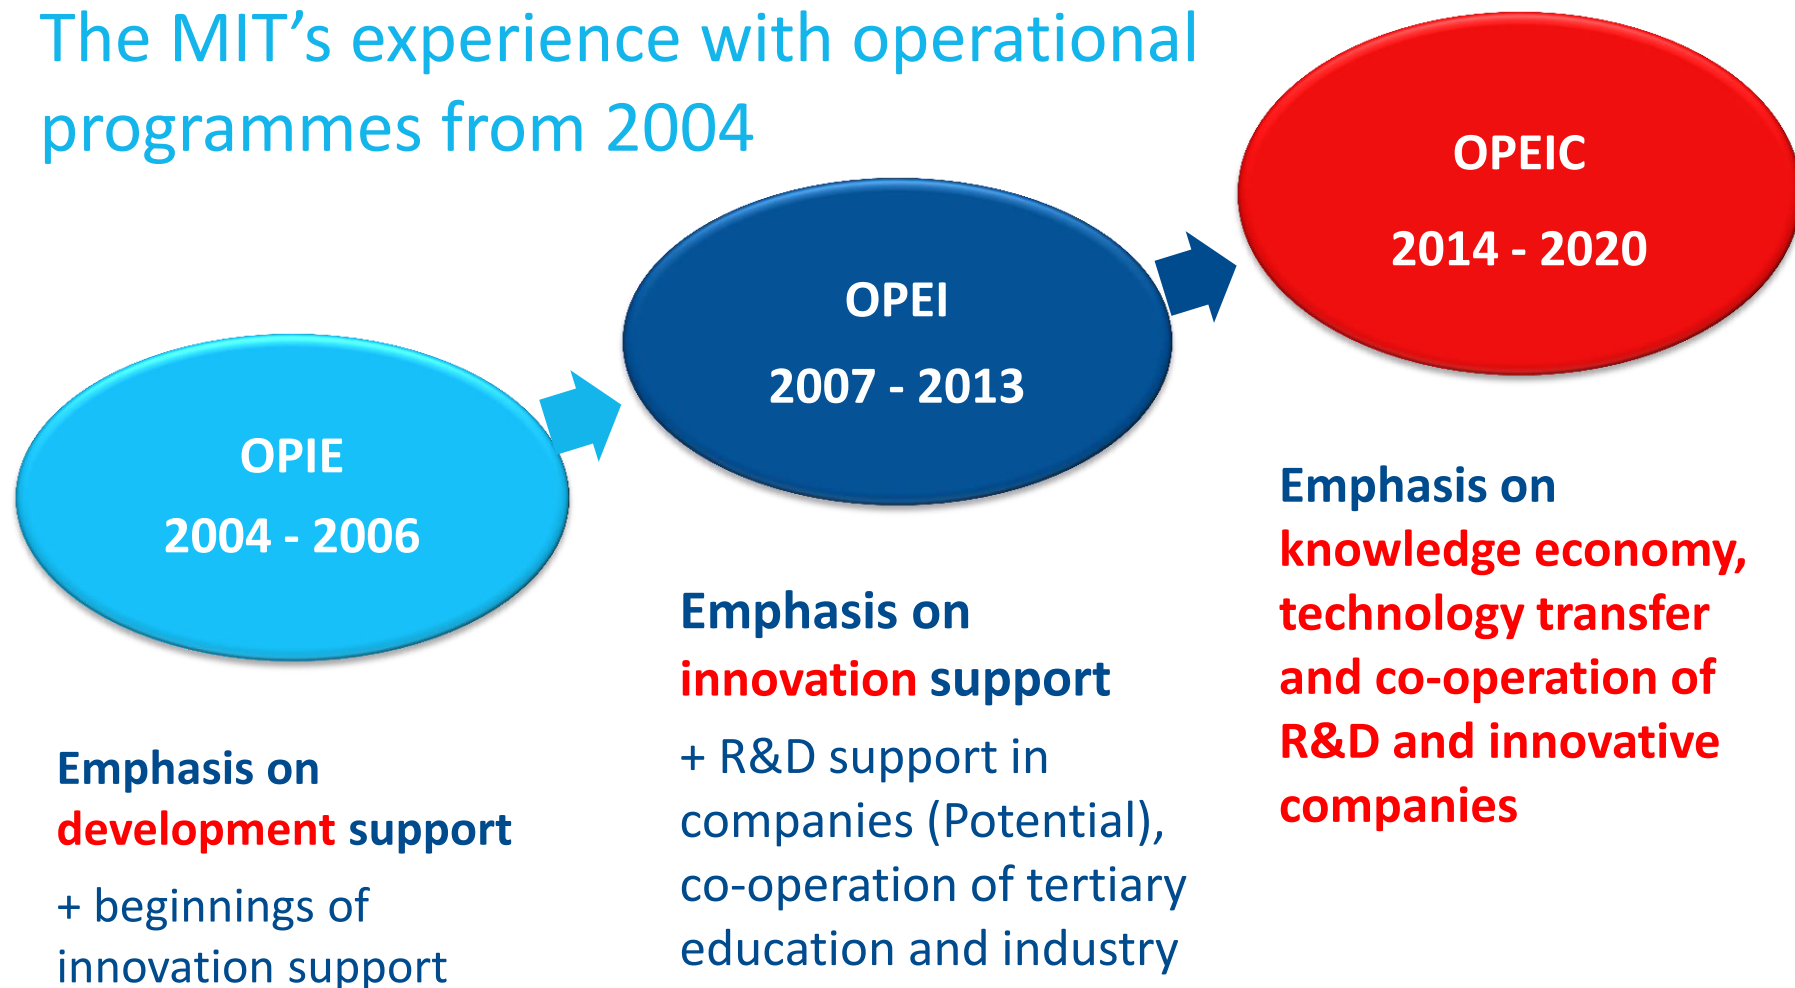 The MIT’s experience with operational
programmes from 2004
OPIE
2004 - 2006
Emphasis on
development support
+ beginnings of
innovation support
OPEI
2007 - 2013
Emphasis on
innovation support
+ R&D support in
companies (Potential),
co-operation of tertiary
education and industry
OPEIC
2014 - 2020
Emphasis on
knowledge economy,
technology transfer
and co-operation of
R&D and innovative
companies